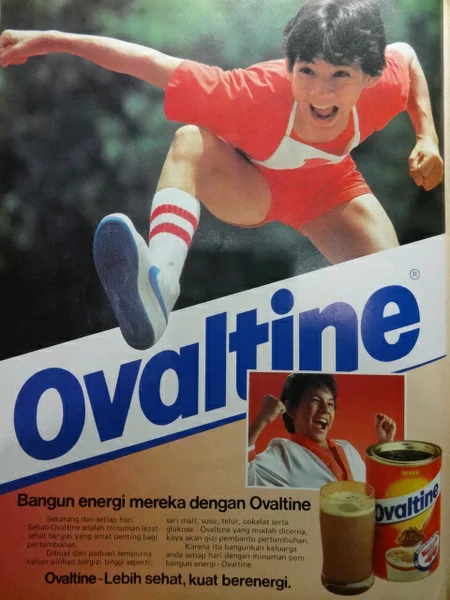 Ovaltine ®
Bangun energi mereka dengan Ovaltine
Sekarang dan setiap hari.
Sebab Ovaltine adalah minuman lezat
sehat bergizi yang amat penting bagi
pertumbuhan.
Dibuat dari paduan sempurna
bahan pilihan bergizi tinggi seperti:
sari malt, susu, telur, cokelat serta
glukosa - Ovaltine yang mudah dicerna,
kaya akan gizi pembantu pertumbuhan.
Karena itu bangunkan keluarga
anda setiap hari dengan minuman pem-
bangun energi - Ovaltine.
Ovaltine-Lebih sehat, kuat berenergi.
Ovaltine